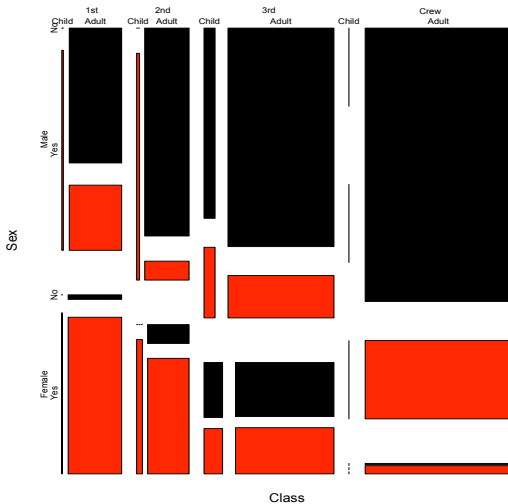 1st 2nd 3rd Crew
Child Adult Child Adult Child Adult Child Adult
No
Male
Yes
Sex
No
Female
Yes
Class